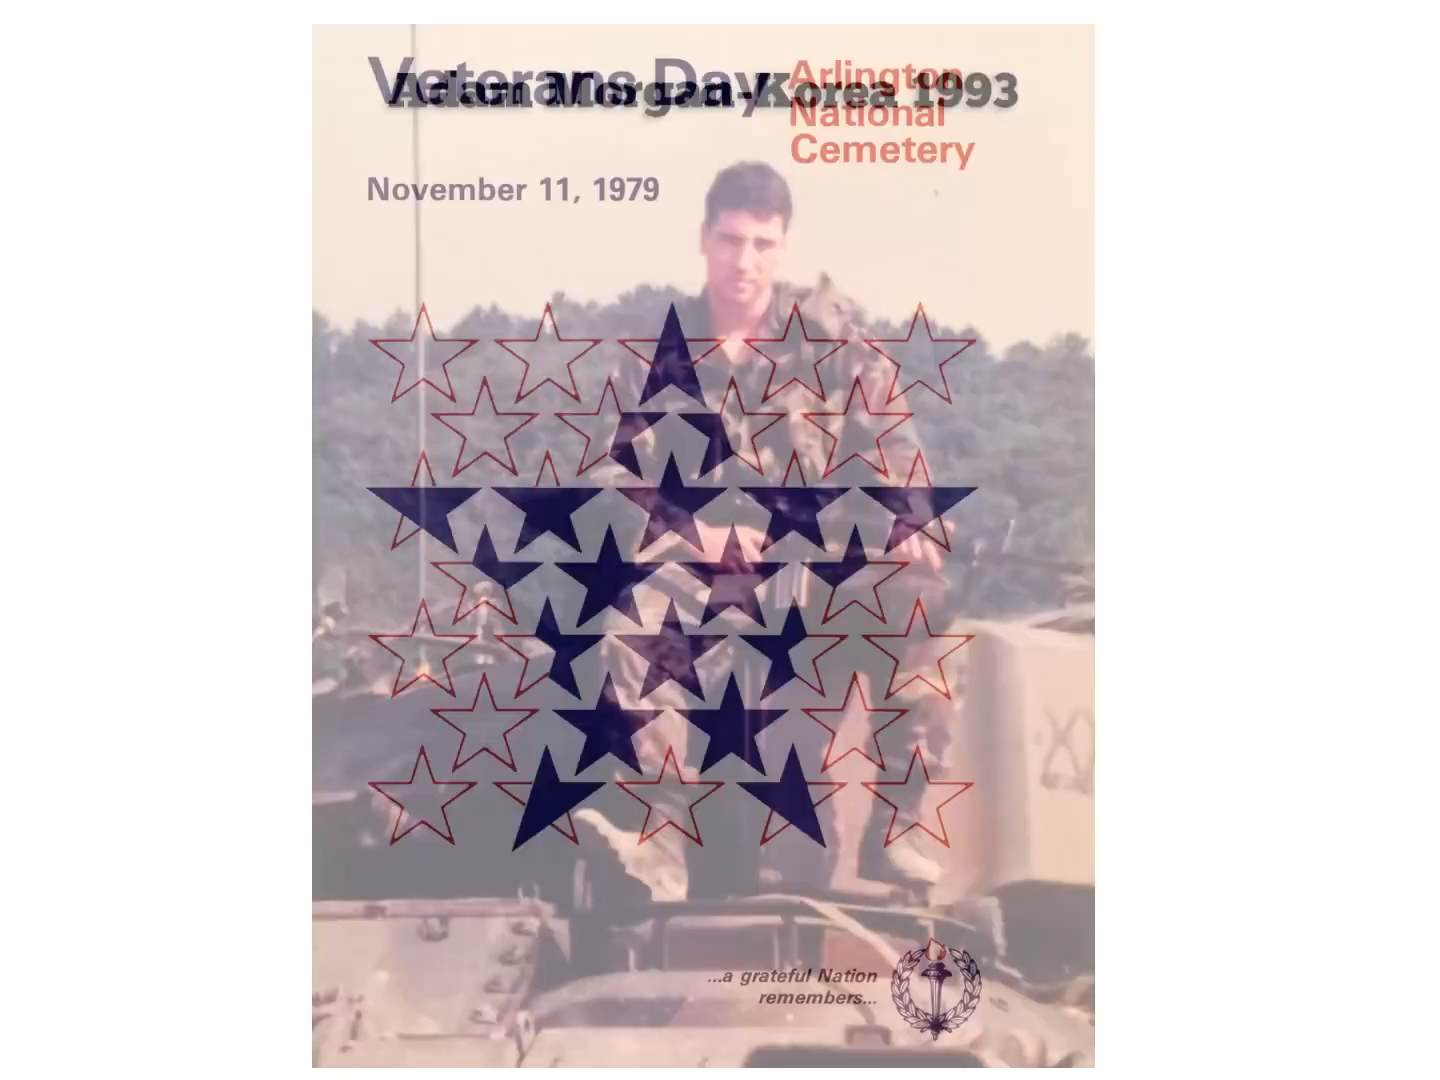 Veterans Day
Adam Morgan-Korea 1993
Arlington
National
Cemetery
November 11, 1979
...a grateful Nation
remembers...